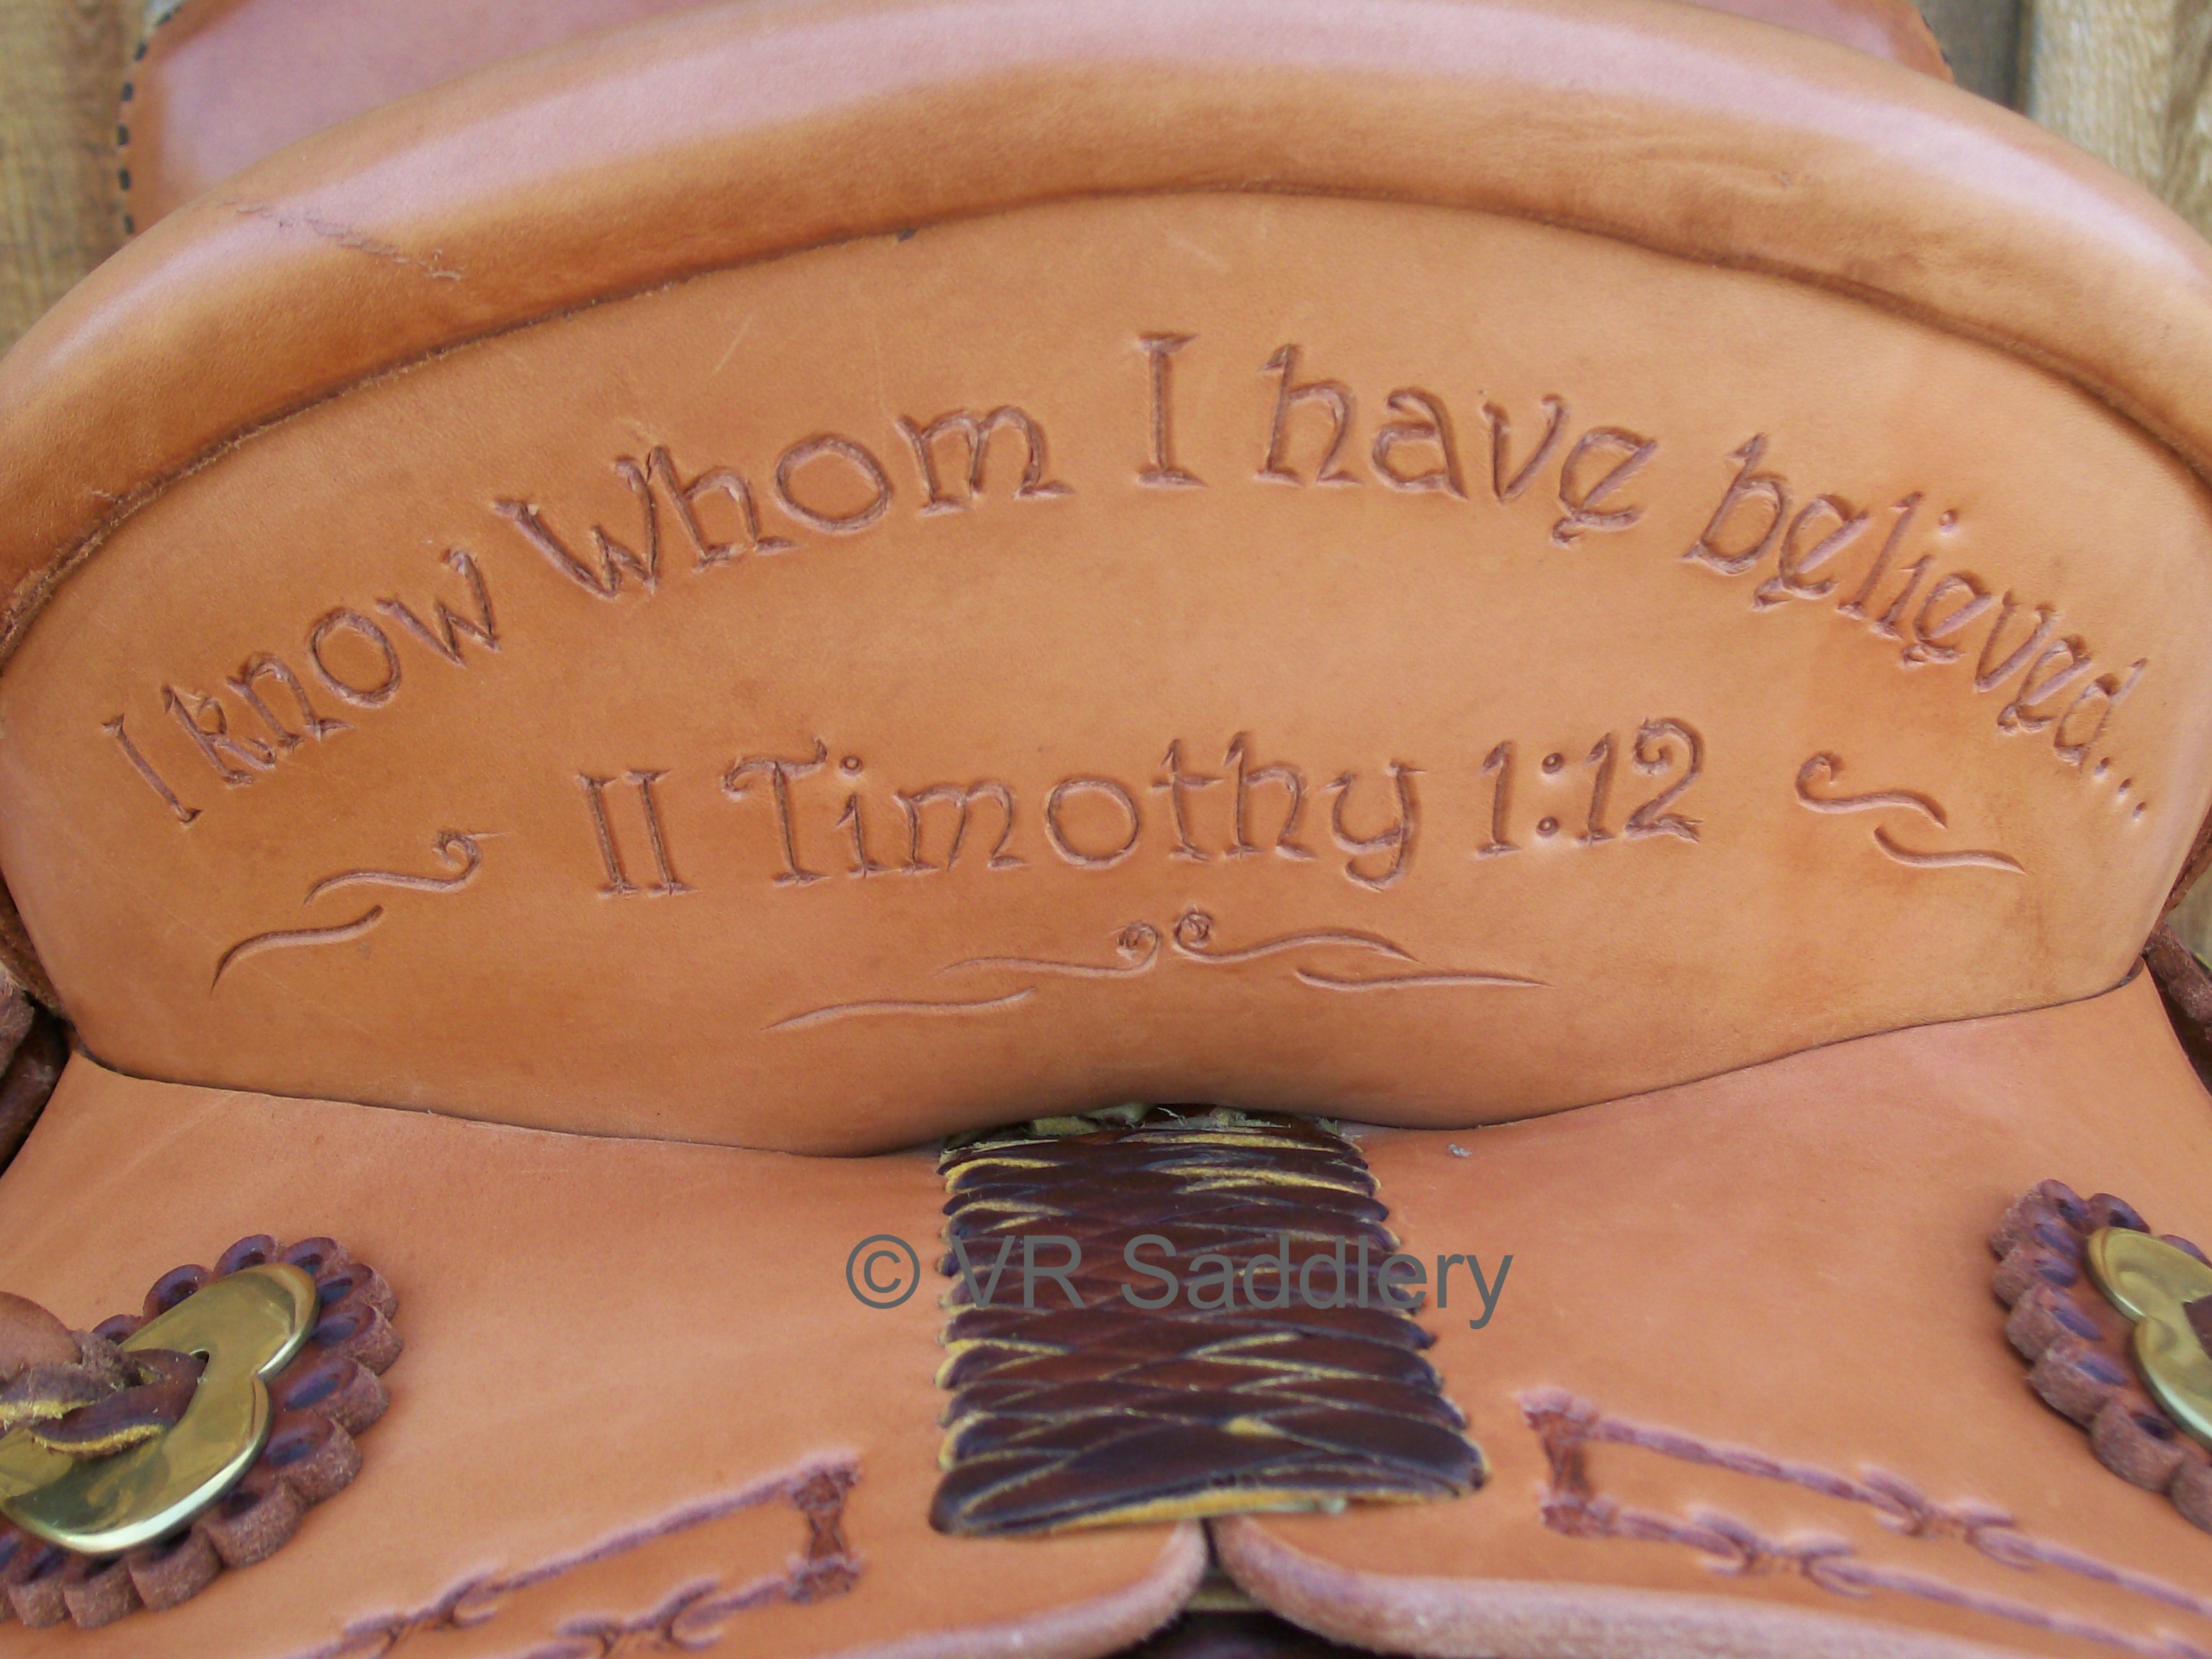 I know Whom I have believed...
II Timothy 1:12
© VR Saddlery